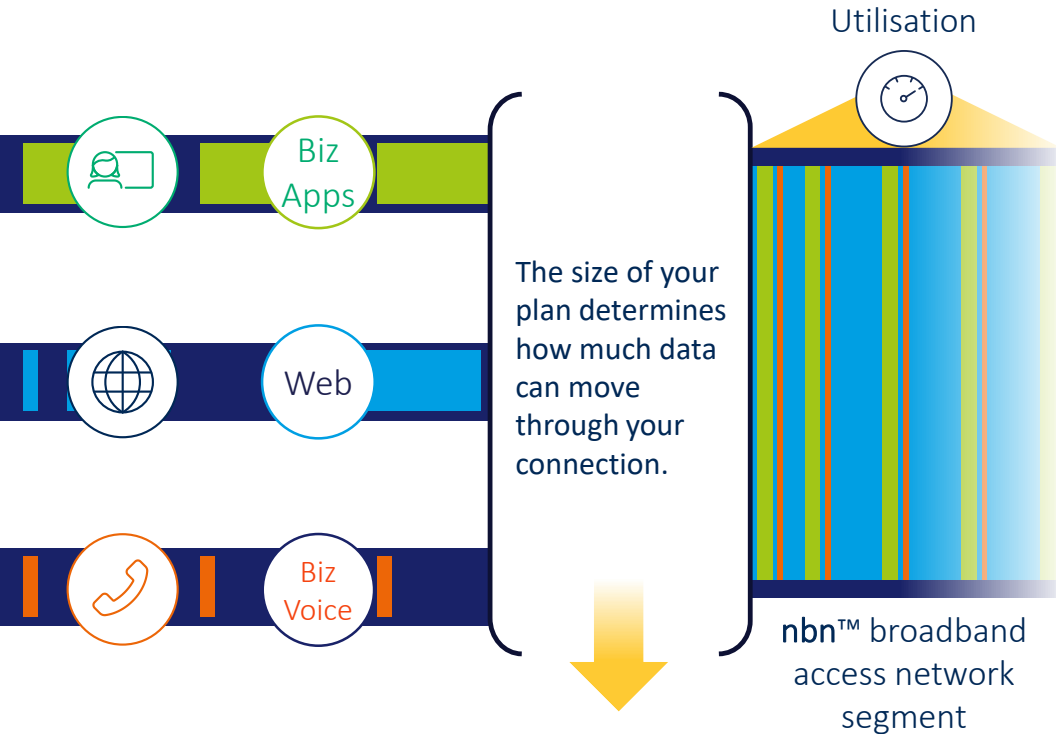 Utilisation
Biz
Apps
Web
Biz
Voice
The size of your
plan determines
how much data
can move
through your
connection.
nbn™ broadband
access network
segment